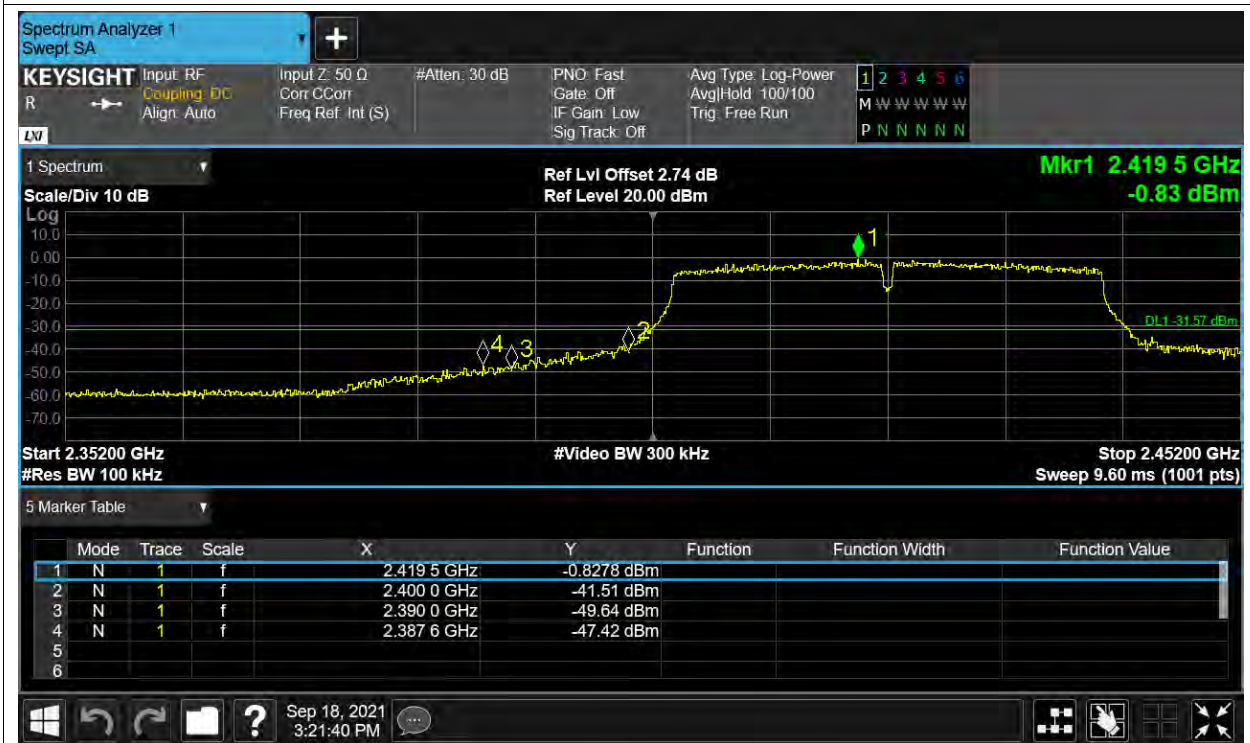 Spectrum Analyzer 1
Swept SA
+
KEYSIGHT Input: RF Input Z: 50 Ω #Atten: 30 dB PNO: Fast Avg Type: Log-Power 1 2 3 4 5 6
R Coupling: DC Corr CCorr Gate: Off Avg|Hold: 100/100 M W W W W W
Align: Auto Freq Ref: Int (S) IF Gain: Low Trig: Free Run
LXI Sig Track: Off P N N N N N
1 Spectrum Ref Lvl Offset 2.74 dB Mkr1 2.419 5 GHz
Scale/Div 10 dB Ref Level 20.00 dBm -0.83 dBm
Log
10.0
0.00
-10.0
-20.0
-30.0
-40.0
-50.0
-60.0
-70.0
1
2
3
4
DL1 -31.57 dBm
Start 2.35200 GHz #Video BW 300 kHz Stop 2.45200 GHz
#Res BW 100 kHz Sweep 9.60 ms (1001 pts)
5 Marker Table
Mode Trace Scale X Y Function Function Width Function Value
1 N 1 f 2.419 5 GHz -0.8278 dBm
2 N 1 f 2.400 0 GHz -41.51 dBm
3 N 1 f 2.390 0 GHz -49.64 dBm
4 N 1 f 2.387 6 GHz -47.42 dBm
5
6
? Sep 18, 2021
3:21:40 PM